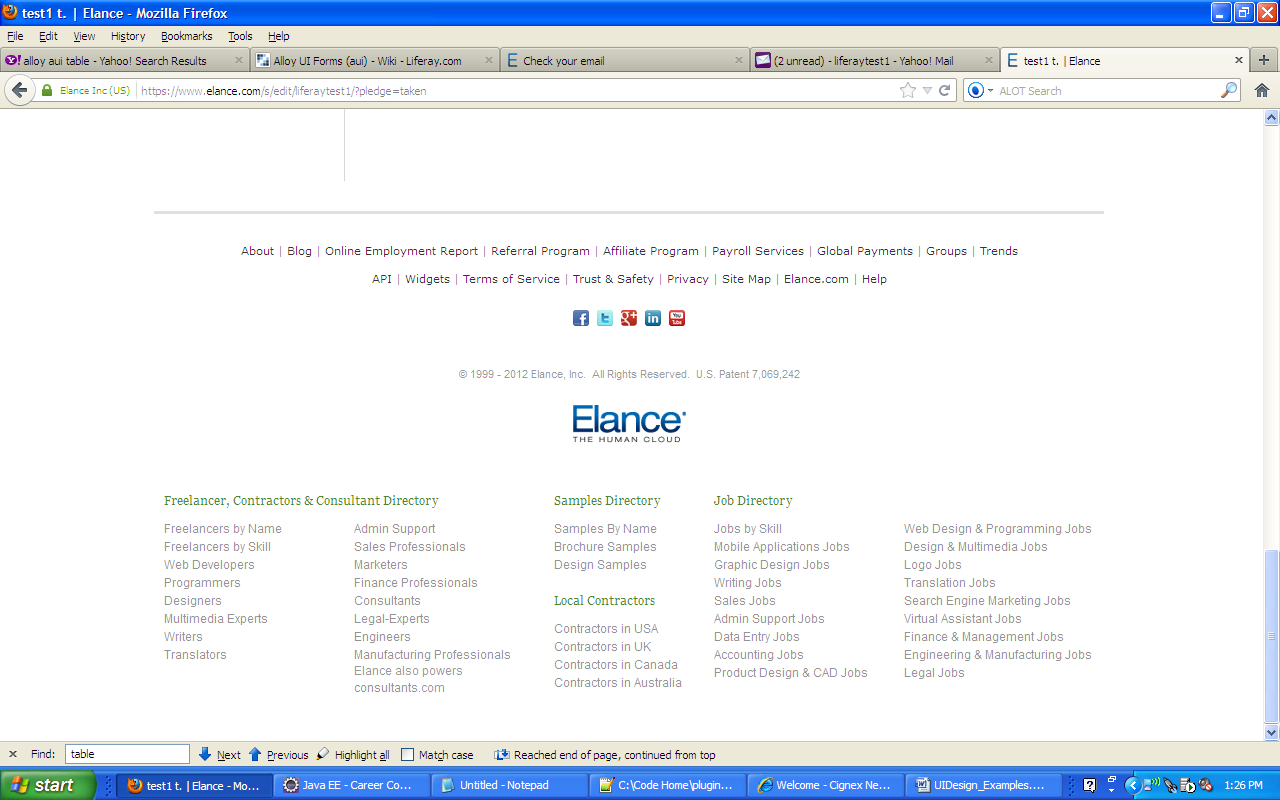 test1 t. | Elance - Mozilla Firefox
File Edit View History Bookmarks Tools Help
alloy aui table - Yahoo! Search Results
Alloy UI Forms (aui) - Wiki - Liferay.com
Check your email
(2 unread) - liferaytest1 - Yahoo! Mail
test1 t. | Elance
Elance Inc (US) https://www.elance.com/s/edit/liferaytest1/?pledge=taken
ALOT Search
About | Blog | Online Employment Report | Referral Program | Affiliate Program | Payroll Services | Global Payments | Groups | Trends
API | Widgets | Terms of Service | Trust & Safety | Privacy | Site Map | Elance.com | Help
© 1999 - 2012 Elance, Inc. All Rights Reserved. U.S. Patent 7,069,242
Elance
THE HUMAN CLOUD
Freelancer, Contractors & Consultant Directory
Freelancers by Name
Freelancers by Skill
Web Developers
Programmers
Designers
Multimedia Experts
Writers
Translators
Admin Support
Sales Professionals
Marketers
Finance Professionals
Consultants
Legal-Experts
Engineers
Manufacturing Professionals
Elance also powers
consultants.com
Samples Directory
Samples By Name
Brochure Samples
Design Samples
Local Contractors
Contractors in USA
Contractors in UK
Contractors in Canada
Contractors in Australia
Job Directory
Jobs by Skill
Mobile Applications Jobs
Graphic Design Jobs
Writing Jobs
Sales Jobs
Admin Support Jobs
Data Entry Jobs
Accounting Jobs
Product Design & CAD Jobs
Web Design & Programming Jobs
Design & Multimedia Jobs
Logo Jobs
Translation Jobs
Search Engine Marketing Jobs
Virtual Assistant Jobs
Finance & Management Jobs
Engineering & Manufacturing Jobs
Legal Jobs
Find: table Next Previous Highlight all Match case Reached end of page, continued from top
start
test1 t. | Elance - Mo...
Java EE - Career Co...
Untitled - Notepad
C:\Code Home\plugin...
Welcome - Cignex Ne...
UIDesign_Examples....
1:26 PM